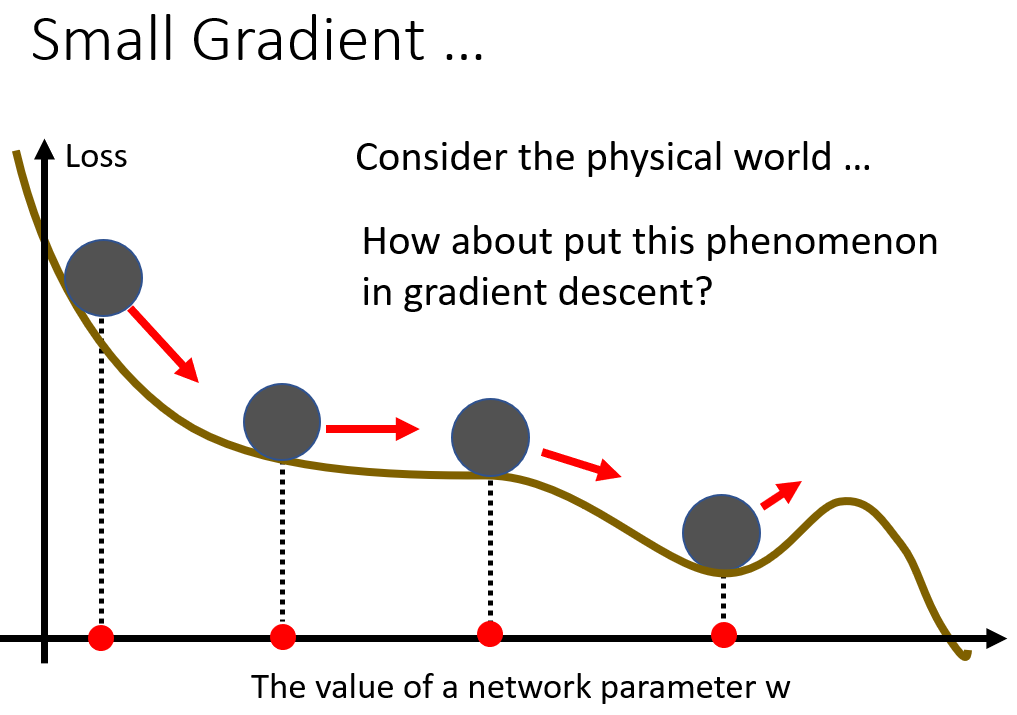 Small Gradient …
Loss
Consider the physical world …
How about put this phenomenon
in gradient descent?
The value of a network parameter w